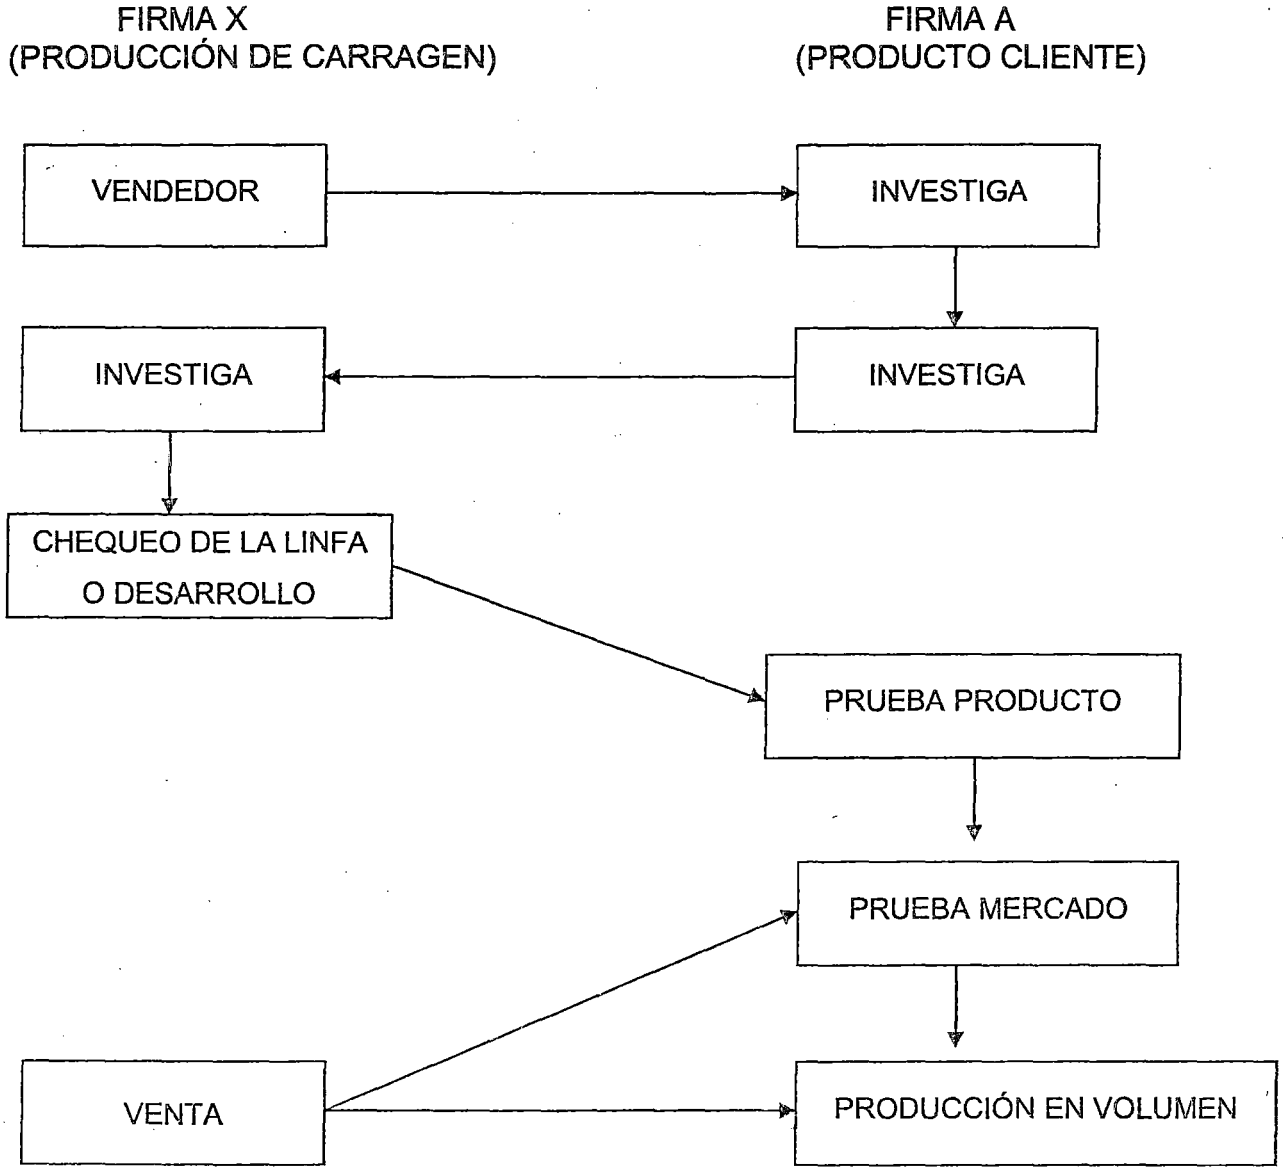 FIRMA X
(PRODUCCIÓN DE CARRAGEN)
FIRMA A
(PRODUCTO CLIENTE)
VENDEDOR
INVESTIGA
INVESTIGA
INVESTIGA
CHEQUEO DE LA LINFA
O DESARROLLO
PRUEBA PRODUCTO
PRUEBA MERCADO
VENTA
PRODUCCIÓN EN VOLUMEN